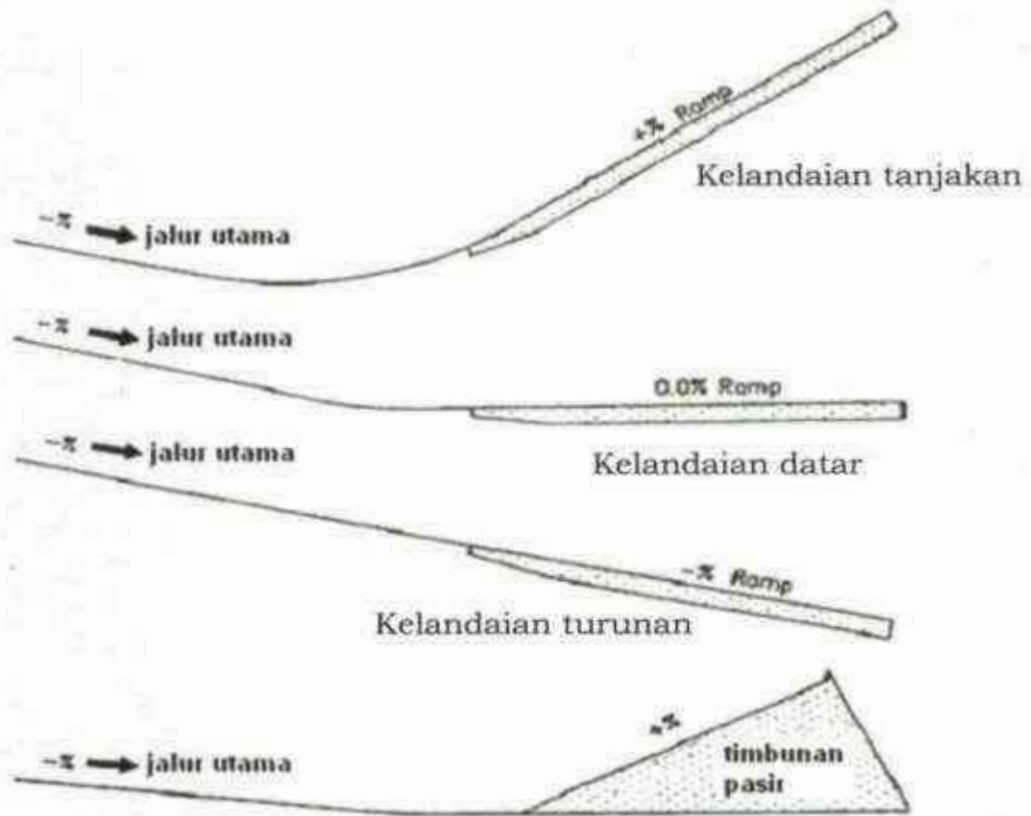 +% Ramp
Kelandaian tanjakan
-% jalur utama
-% jalur utama
0.0% Ramp
-% jalur utama
Kelandaian datar
-% Ramp
Kelandaian turunan
+%
timbunan
pasir
-% jalur utama